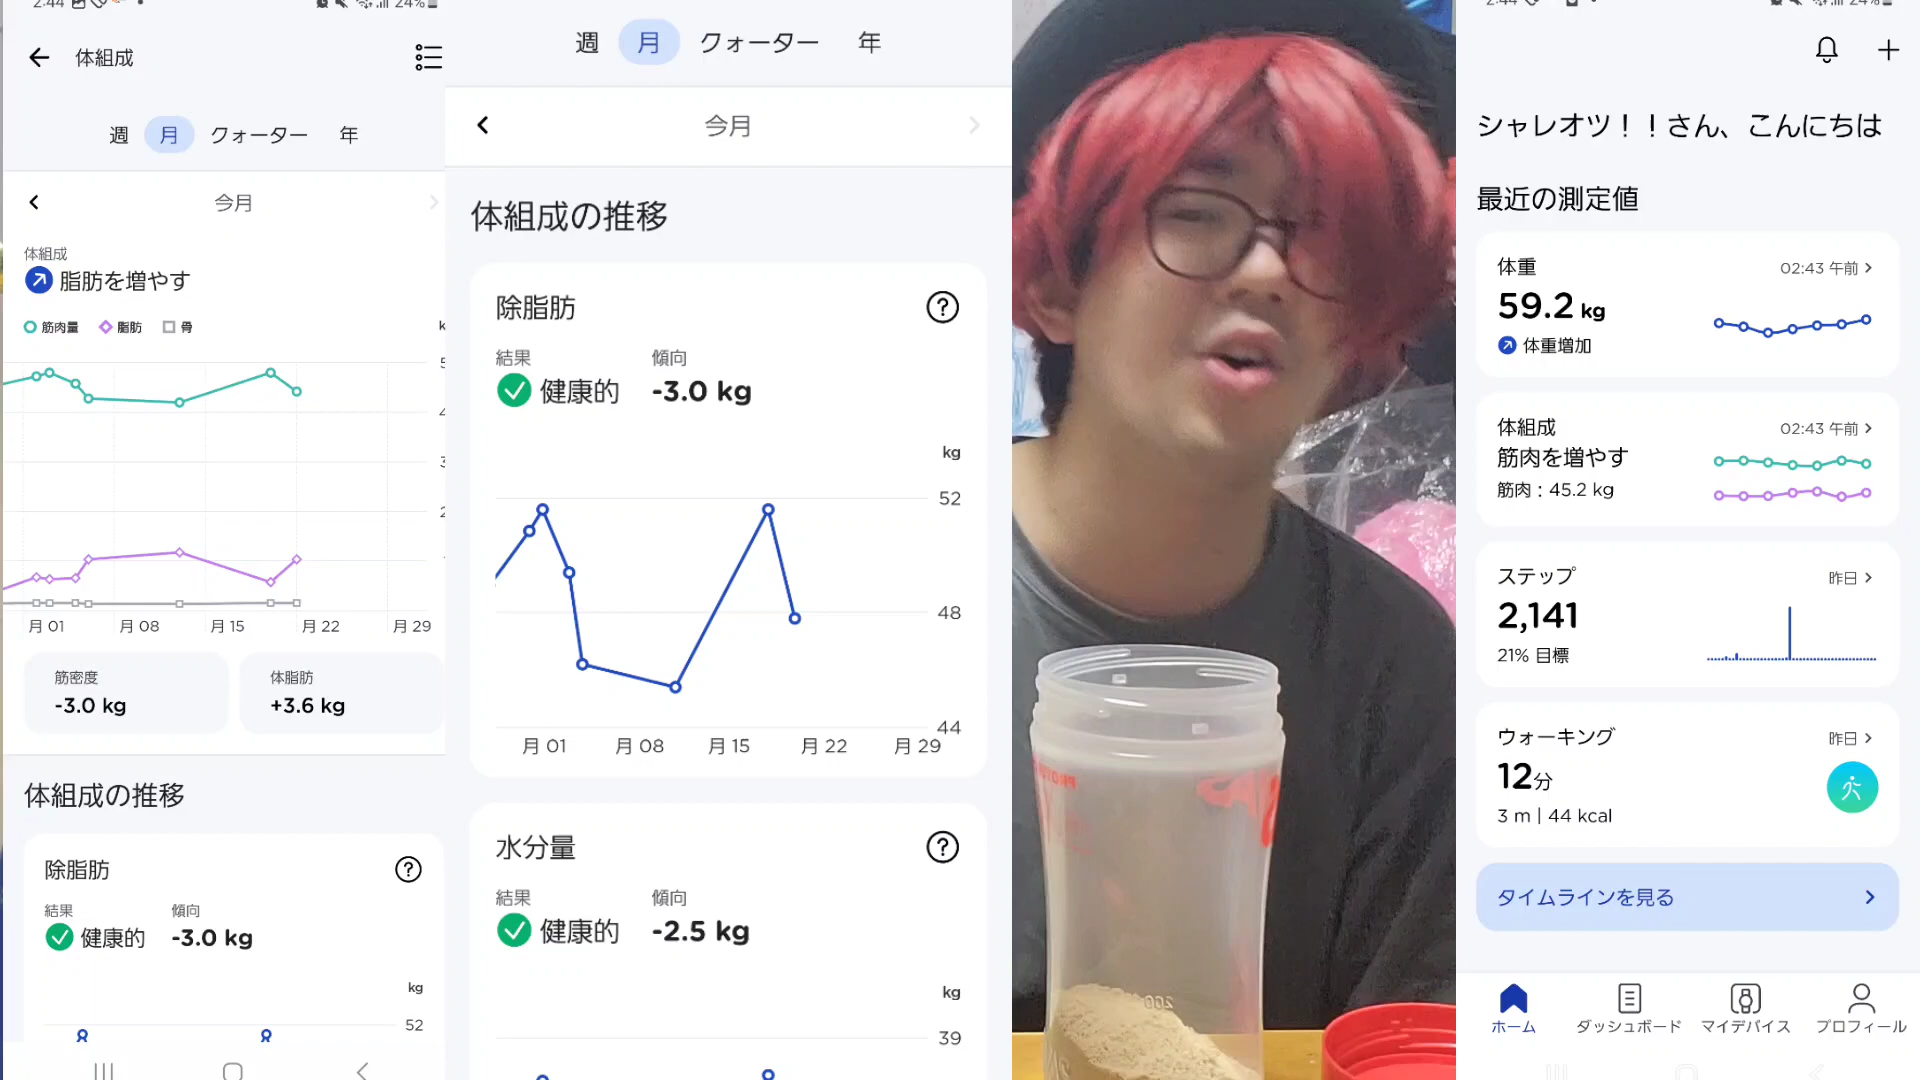 2:44
24%
体組成
週 月 クォーター 年
今月
体組成
脂肪を増やす
筋肉量 脂肪 骨
月 01 月 08 月 15 月 22 月 29
筋密度
-3.0 kg
体脂肪
+3.6 kg
体組成の推移
除脂肪
結果
健康的
傾向
-3.0 kg
kg
52
週 月 クォーター 年
今月
体組成の推移
除脂肪
結果
健康的
傾向
-3.0 kg
kg
52
48
44
月 01 月 08 月 15 月 22 月 29
水分量
結果
健康的
傾向
-2.5 kg
kg
39
200
2:44
24%
シャレオツ！！さん、こんにちは
最近の測定値
体重
02:43 午前
59.2 kg
体重増加
体組成
02:43 午前
筋肉を増やす
筋肉 : 45.2 kg
ステップ
昨日
2,141
21% 目標
ウォーキング
昨日
12分
3 m | 44 kcal
タイムラインを見る
ホーム
ダッシュボード
マイデバイス
プロフィール